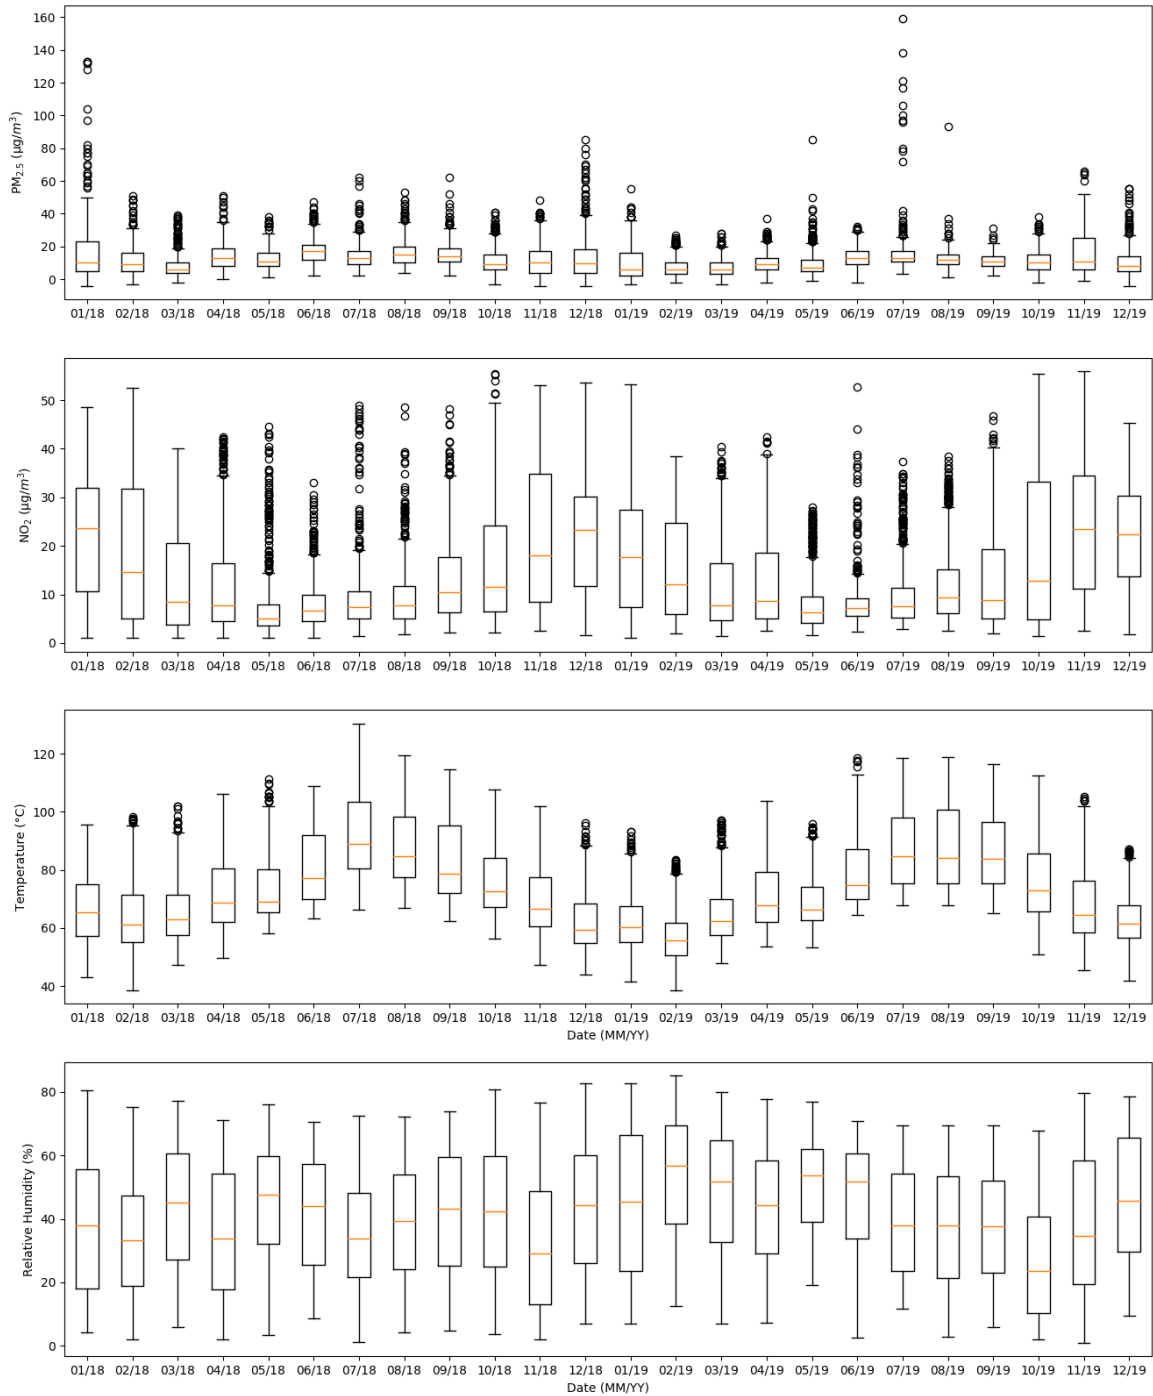 160
140
120
100
80
60
40
20
0
PM2.5 (μg/m³)
01/18 02/18 03/18 04/18 05/18 06/18 07/18 08/18 09/18 10/18 11/18 12/18 01/19 02/19 03/19 04/19 05/19 06/19 07/19 08/19 09/19 10/19 11/19 12/19
50
40
30
20
10
0
NO2 (μg/m³)
01/18 02/18 03/18 04/18 05/18 06/18 07/18 08/18 09/18 10/18 11/18 12/18 01/19 02/19 03/19 04/19 05/19 06/19 07/19 08/19 09/19 10/19 11/19 12/19
120
100
80
60
40
Temperature (°C)
01/18 02/18 03/18 04/18 05/18 06/18 07/18 08/18 09/18 10/18 11/18 12/18 01/19 02/19 03/19 04/19 05/19 06/19 07/19 08/19 09/19 10/19 11/19 12/19
Date (MM/YY)
80
60
40
20
0
Relative Humidity (%)
01/18 02/18 03/18 04/18 05/18 06/18 07/18 08/18 09/18 10/18 11/18 12/18 01/19 02/19 03/19 04/19 05/19 06/19 07/19 08/19 09/19 10/19 11/19 12/19
Date (MM/YY)